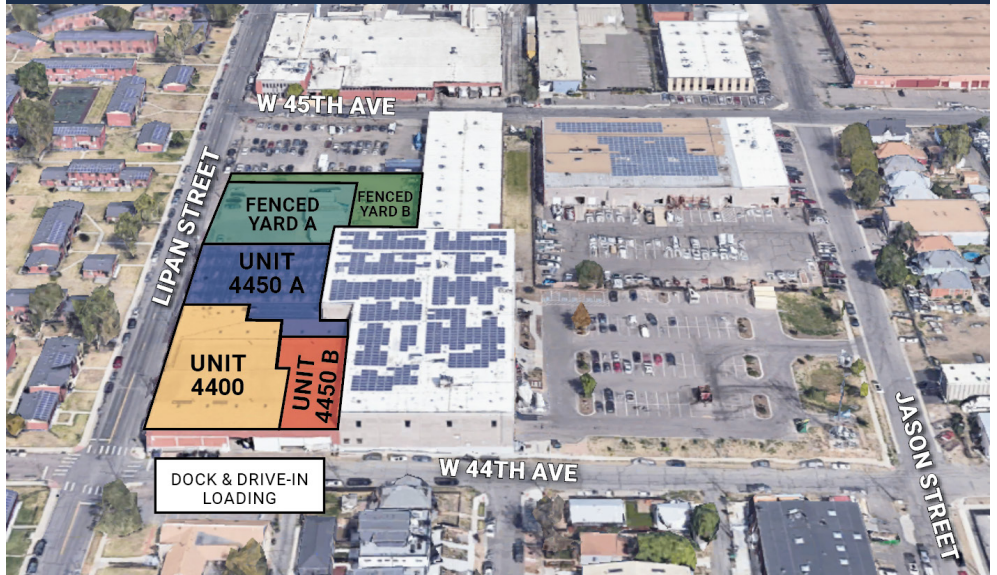 W 45TH AVE
LIPAN STREET
FENCED
YARD A
FENCED
YARD B
UNIT
4450 A
UNIT
4400
UNIT
4450 B
DOCK & DRIVE-IN
LOADING
W 44TH AVE
JASON STREET